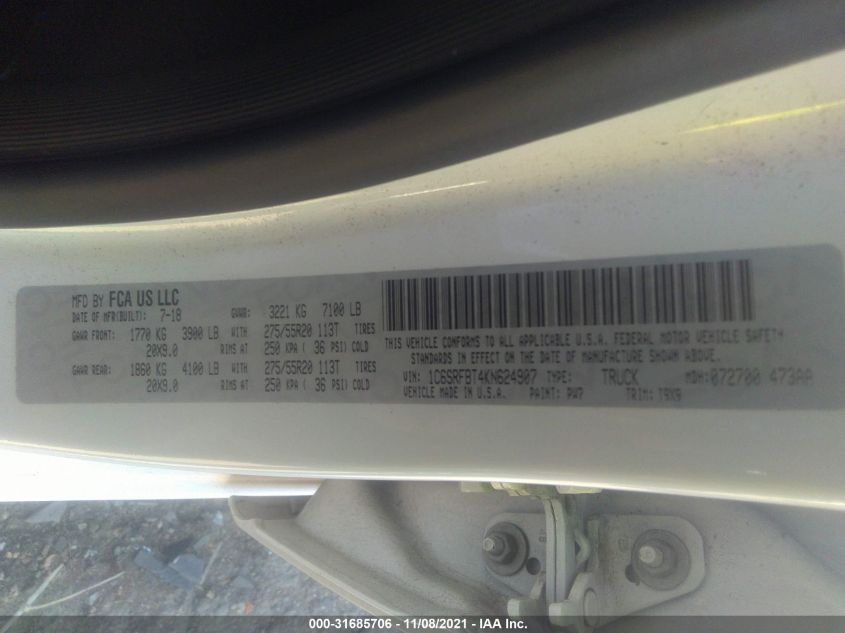 MFD BY FCA US LLC
DATE OF MFR(BUILT): 7-18 GVWR: 3221 KG 7100 LB
GAWR FRONT: 1770 KG 3900 LB WITH 275/55R20 113T TIRES
20X9.0 RIMS AT 250 KPA ( 36 PSI) COLD
GAWR REAR: 1860 KG 4100 LB WITH 275/55R20 113T TIRES
20X9.0 RIMS AT 250 KPA ( 36 PSI) COLD
THIS VEHICLE CONFORMS TO ALL APPLICABLE U.S.A. FEDERAL MOTOR VEHICLE SAFETY
STANDARDS IN EFFECT ON THE DATE OF MANUFACTURE SHOWN ABOVE.
VIN: 1C6SRFBT4KN624907 TYPE: TRUCK MDH: 072700 473AA
VEHICLE MADE IN U.S.A. PAINT: PW7 TRIM: T9X9
000-31685706 - 11/08/2021 - IAA Inc.